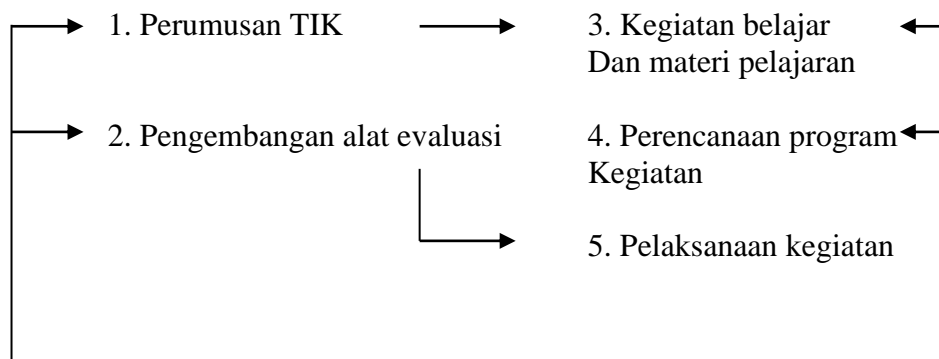 1. Perumusan TIK
3. Kegiatan belajar
Dan materi pelajaran
2. Pengembangan alat evaluasi
4. Perencanaan program
Kegiatan
5. Pelaksanaan kegiatan